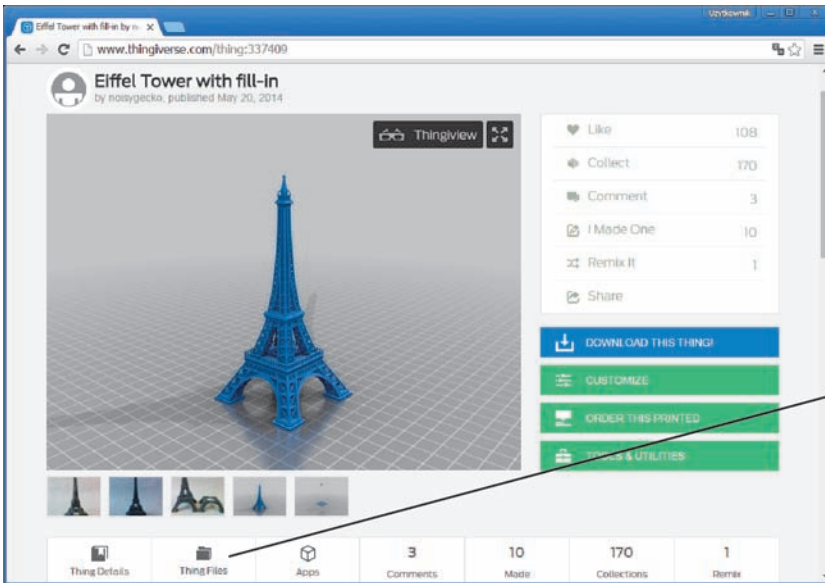 Użytkownik
Eiffel Tower with fill-in by n
www.thingiverse.com/thing:337409
Eiffel Tower with fill-in
by noisygecko, published May 20, 2014
Thingiview
Like 108
Collect 170
Comment 3
I Made One 10
Remix It 1
Share
DOWNLOAD THIS THING!
CUSTOMIZE
ORDER THIS PRINTED
TOOLS & UTILITIES
3 10 170 1
Thing Details Thing Files Apps Comments Made Collections Remix